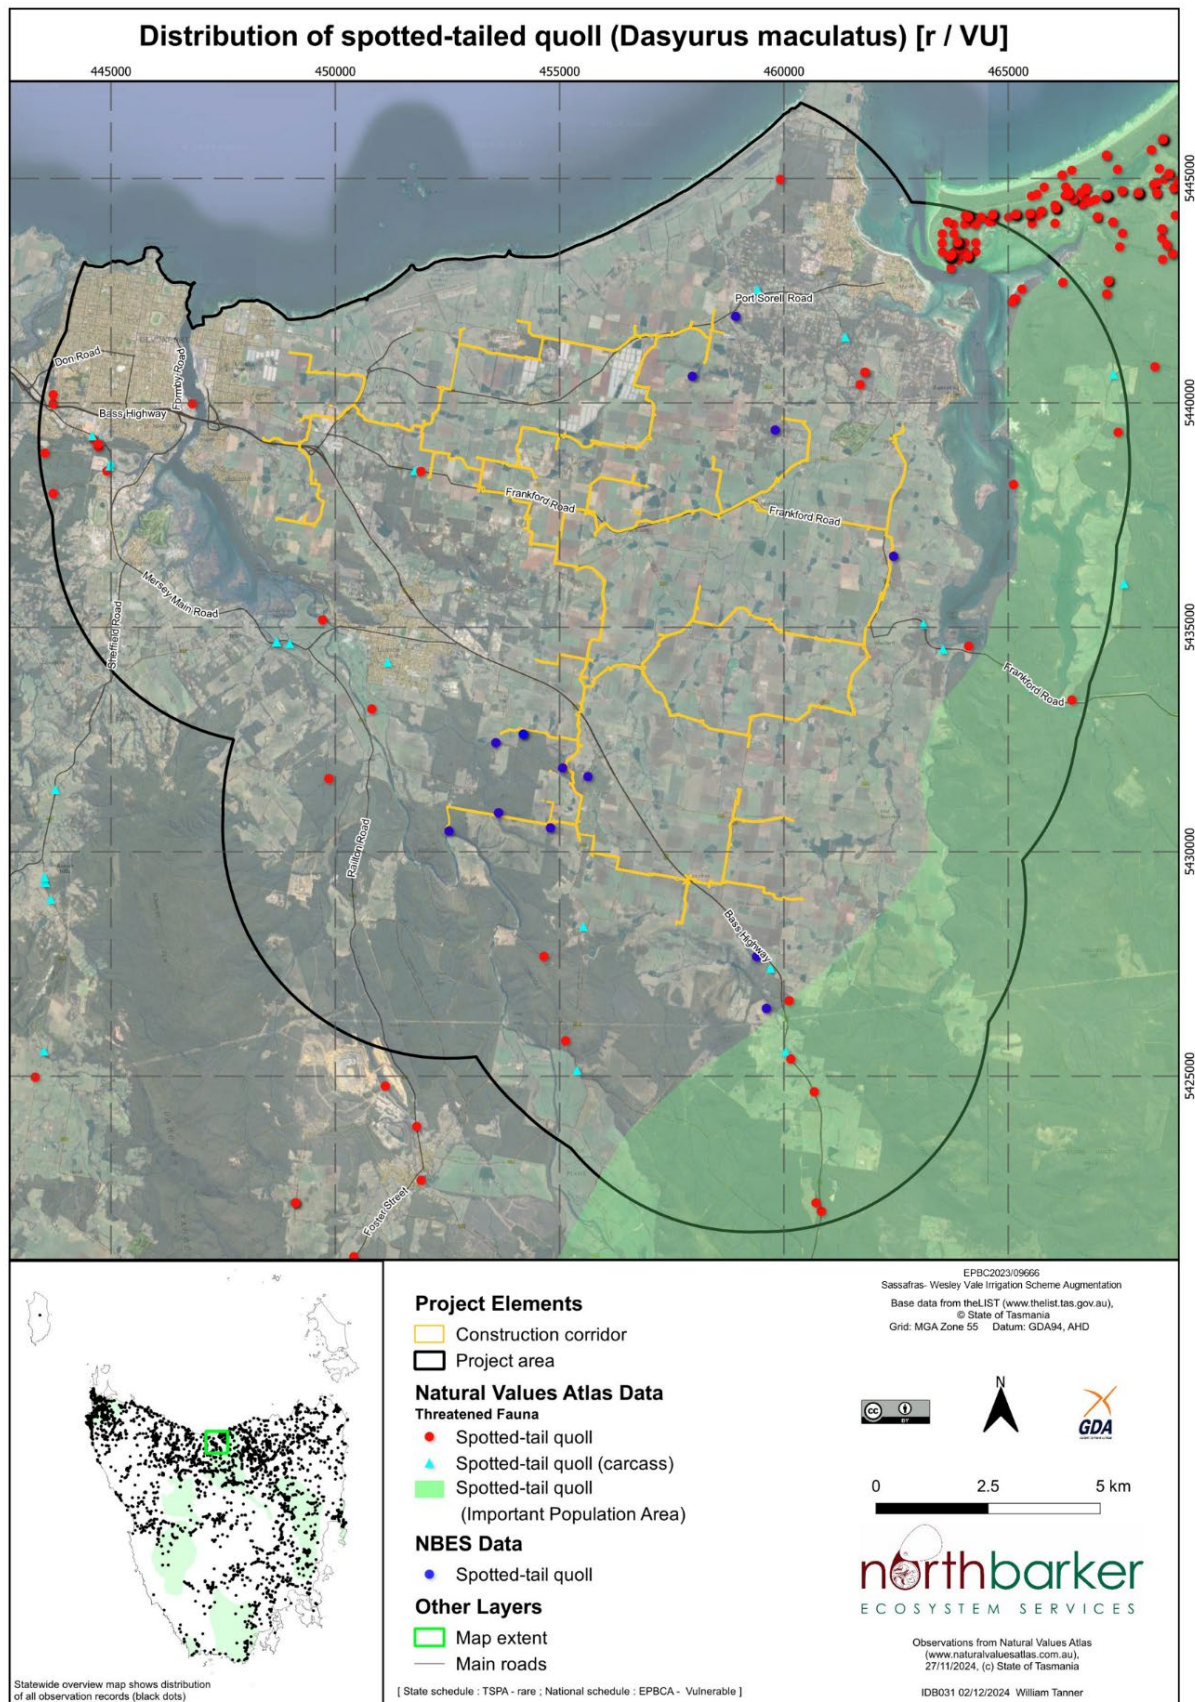 Distribution of spotted-tailed quoll (Dasyurus maculatus) [r / VU]
445000 450000 455000 460000 465000
5445000
Port Sorell Road
Don Road
Formby Road
5440000
Bass Highway
Frankford Road
Frankford Road
Mersey Main Road
Sheffield Road
5435000
Frankford Road
Railton Road
5430000
Bass Highway
5425000
Foster Street
Statewide overview map shows distribution
of all observation records (black dots)
Project Elements
Construction corridor
Project area
Natural Values Atlas Data
Threatened Fauna
Spotted-tail quoll
Spotted-tail quoll (carcass)
Spotted-tail quoll
(Important Population Area)
NBES Data
Spotted-tail quoll
Other Layers
Map extent
Main roads
[ State schedule : TSPA - rare ; National schedule : EPBCA - Vulnerable ]
EPBC2023/09666
Sassafras- Wesley Vale Irrigation Scheme Augmentation
Base data from theLIST (www.thelist.tas.gov.au),
© State of Tasmania
Grid: MGA Zone 55 Datum: GDA94, AHD
cc BY
N
GDA
0 2.5 5 km
northbarker
ECOSYSTEM SERVICES
Observations from Natural Values Atlas
(www.naturalvaluesatlas.com.au),
27/11/2024, (c) State of Tasmania
IDB031 02/12/2024 William Tanner